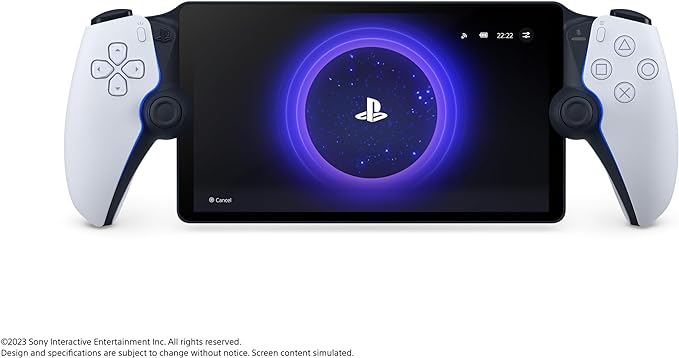 22:22
Cancel
©2023 Sony Interactive Entertainment Inc. All rights reserved.
Design and specifications are subject to change without notice. Screen content simulated.